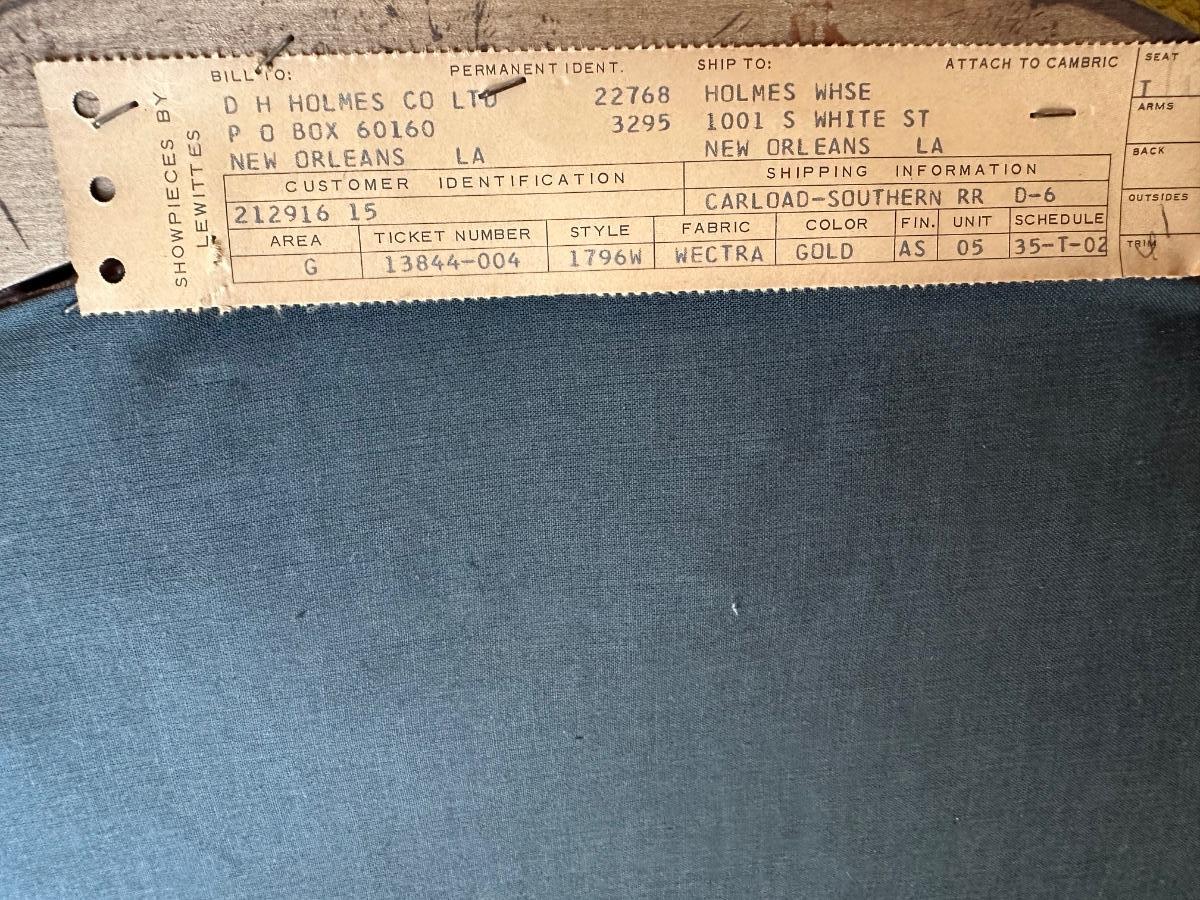 SHOWPIECES BY
LEWITTES
BILL TO: PERMANENT IDENT. SHIP TO: ATTACH TO CAMBRIC
D H HOLMES CO LTD 22768 HOLMES WHSE
P O BOX 60160 3295 1001 S WHITE ST
NEW ORLEANS LA NEW ORLEANS LA
CUSTOMER IDENTIFICATION SHIPPING INFORMATION
212916 15 CARLOAD-SOUTHERN RR D-6
AREA TICKET NUMBER STYLE FABRIC COLOR FIN. UNIT SCHEDULE
G 13844-004 1796W WECTRA GOLD AS 05 35-T-02
SEAT
T
ARMS
BACK
OUTSIDES
TRIM